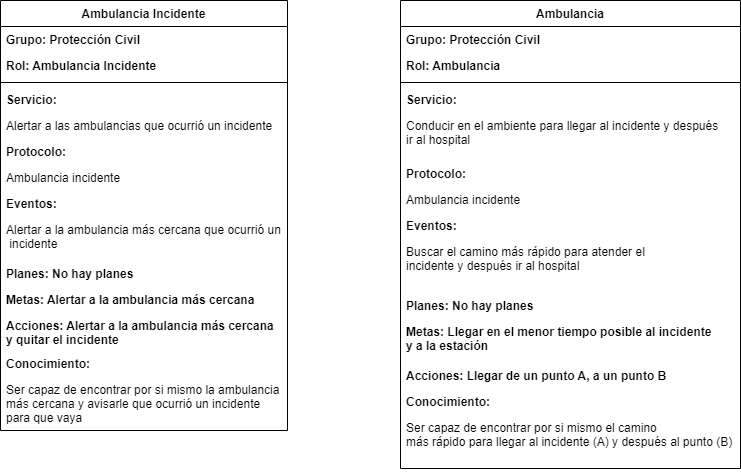 Ambulancia Incidente
Grupo: Protección Civil
Rol: Ambulancia Incidente
Servicio:
Alertar a las ambulancias que ocurrió un incidente
Protocolo:
Ambulancia incidente
Eventos:
Alertar a la ambulancia más cercana que ocurrió un
incidente
Planes: No hay planes
Metas: Alertar a la ambulancia más cercana
Acciones: Alertar a la ambulancia más cercana
y quitar el incidente
Conocimiento:
Ser capaz de encontrar por si mismo la ambulancia
más cercana y avisarle que ocurrió un incidente
para que vaya
Ambulancia
Grupo: Protección Civil
Rol: Ambulancia
Servicio:
Conducir en el ambiente para llegar al incidente y después
ir al hospital
Protocolo:
Ambulancia incidente
Eventos:
Buscar el camino más rápido para atender el
incidente y después ir al hospital
Planes: No hay planes
Metas: Llegar en el menor tiempo posible al incidente
y a la estación
Acciones: Llegar de un punto A, a un punto B
Conocimiento:
Ser capaz de encontrar por si mismo el camino
más rápido para llegar al incidente (A) y después al punto (B)